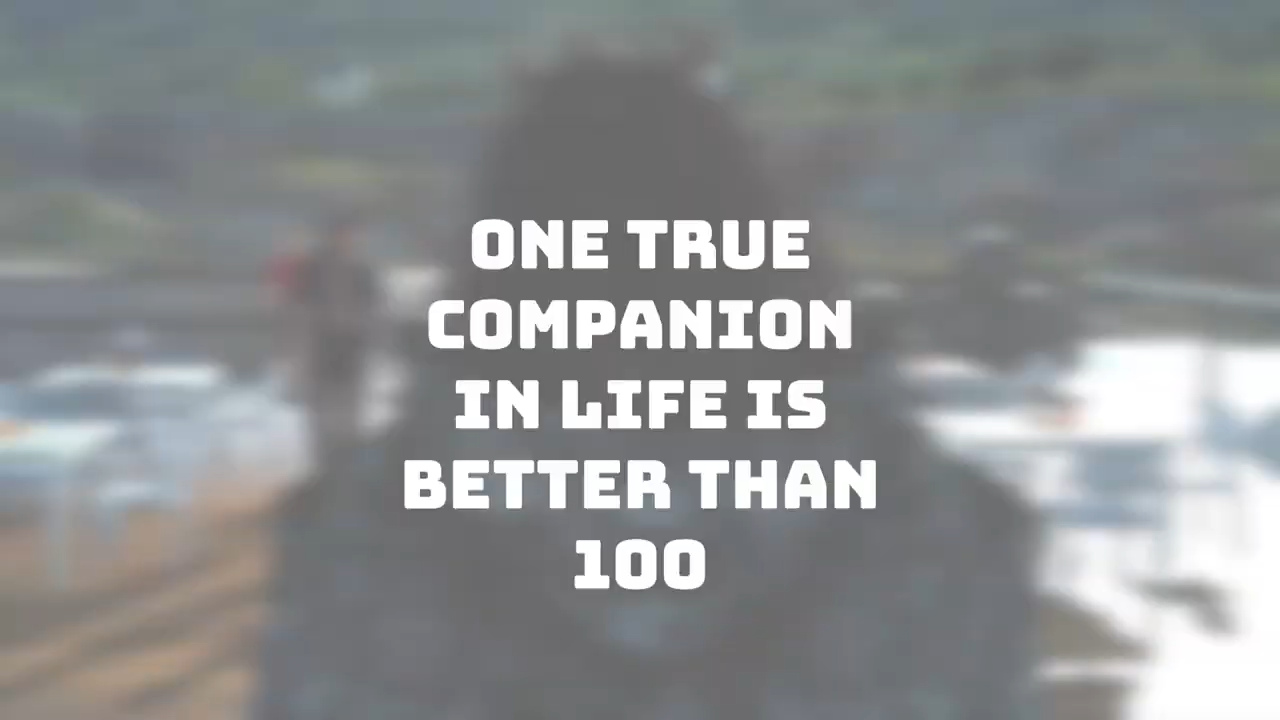 ONE TRUE
COMPANION
IN LIFE IS
BETTER THAN
100